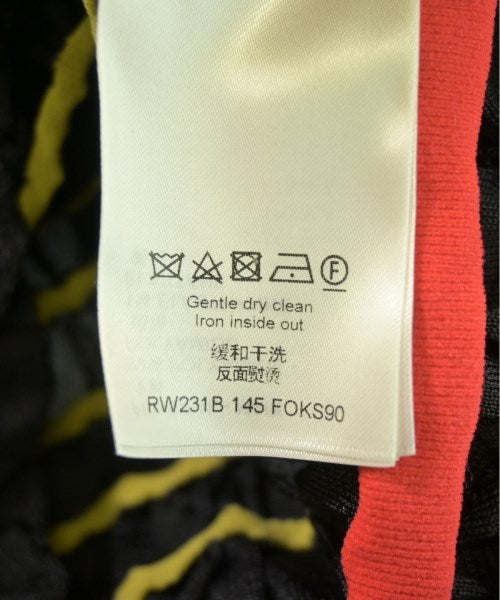 F
Gentle dry clean
Iron inside out
缓和干洗
反面熨烫
RW231B 145 FOKS90